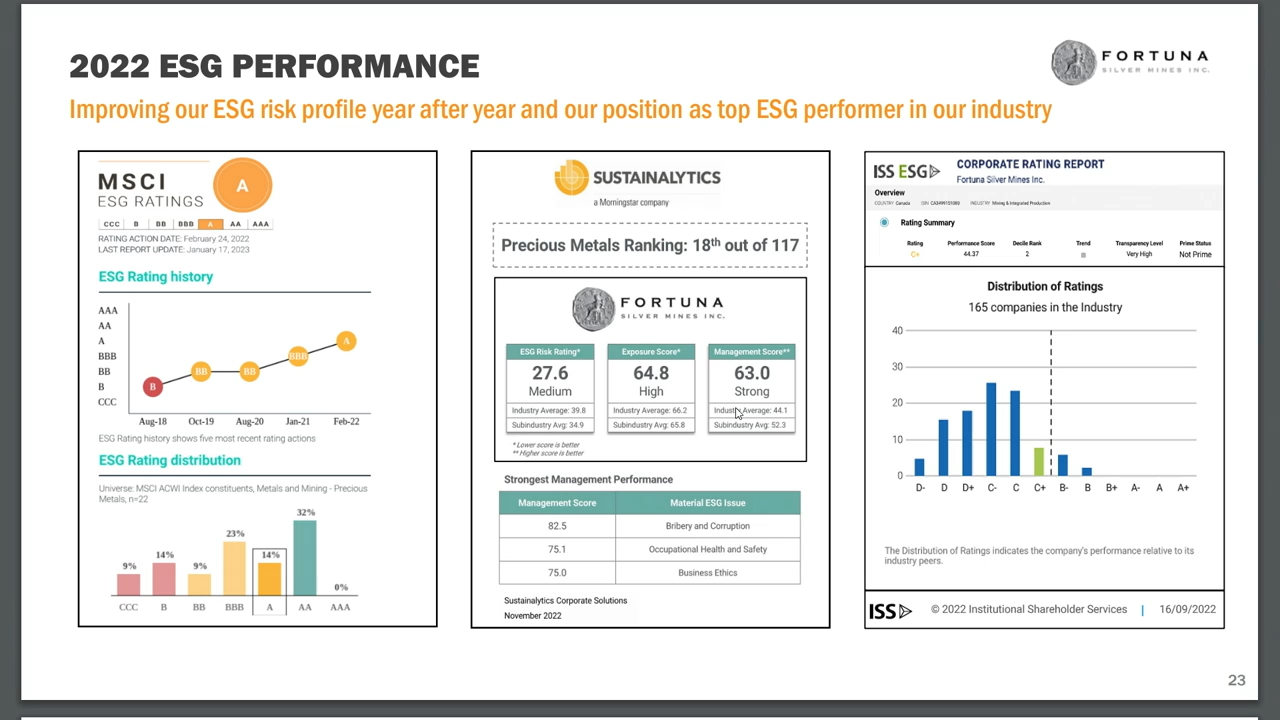 2022 ESG PERFORMANCE
Improving our ESG risk profile year after year and our position as top ESG performer in our industry
FORTUNA
SILVER MINES INC.
MSCI
ESG RATINGS
A
CCC B BB BBB A AA AAA
RATING ACTION DATE: February 24, 2022
LAST REPORT UPDATE: January 17, 2023
ESG Rating history
AAA
AA
A
BBB
BB
B
CCC
B BB BB BBB A
Aug-18 Oct-19 Aug-20 Jan-21 Feb-22
ESG Rating history shows five most recent rating actions
ESG Rating distribution
Universe: MSCI ACWI Index constituents, Metals and Mining - Precious
Metals, n=22
9% 14% 9% 23% 14% 32% 0%
CCC B BB BBB A AA AAA
SUSTAINALYTICS
a Morningstar company
Precious Metals Ranking: 18th out of 117
FORTUNA
SILVER MINES INC.
ESG Risk Rating* Exposure Score* Management Score**
27.6 64.8 63.0
Medium High Strong
Industry Average: 39.8 Industry Average: 66.2 Industry Average: 44.1
Subindustry Avg: 34.9 Subindustry Avg: 65.8 Subindustry Avg: 52.3
* Lower score is better
** Higher score is better
Strongest Management Performance
Management Score Material ESG Issue
82.5 Bribery and Corruption
75.1 Occupational Health and Safety
75.0 Business Ethics
Sustainalytics Corporate Solutions
November 2022
ISS ESG
CORPORATE RATING REPORT
Fortuna Silver Mines Inc.
Overview
COUNTRY Canada ISIN CA3499151080 INDUSTRY Mining & Integrated Production
Rating Summary
Rating Performance Score Decile Rank Trend Transparency Level Prime Status
C+ 44.37 2 Very High Not Prime
Distribution of Ratings
165 companies in the Industry
40
30
20
10
0
D- D D+ C- C C+ B- B B+ A- A A+
The Distribution of Ratings indicates the company's performance relative to its
industry peers.
ISS
© 2022 Institutional Shareholder Services | 16/09/2022
23